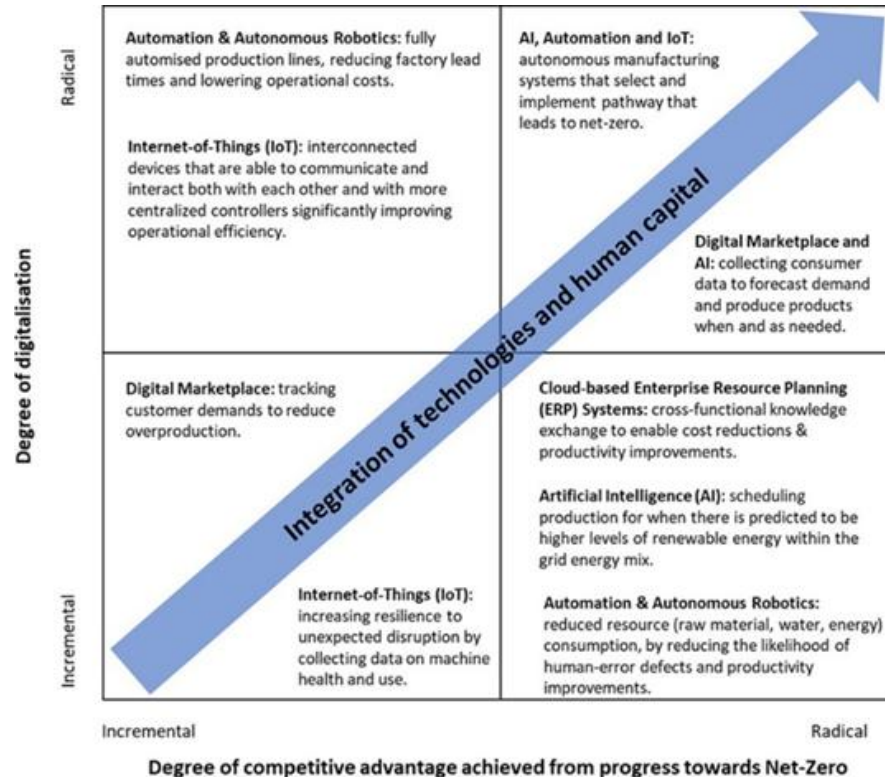 Degree of digitalisation
Radical
Incremental
Automation & Autonomous Robotics: fully
automised production lines, reducing factory lead
times and lowering operational costs.
Internet-of-Things (IoT): interconnected
devices that are able to communicate and
interact both with each other and with more
centralized controllers significantly improving
operational efficiency.
AI, Automation and IoT:
autonomous manufacturing
systems that select and
implement pathway that
leads to net-zero.
Digital Marketplace and
AI: collecting consumer
data to forecast demand
and produce products
when and as needed.
Integration of technologies and human capital
Digital Marketplace: tracking
customer demands to reduce
overproduction.
Internet-of-Things (IoT):
increasing resilience to
unexpected disruption by
collecting data on machine
health and use.
Cloud-based Enterprise Resource Planning
(ERP) Systems: cross-functional knowledge
exchange to enable cost reductions &
productivity improvements.
Artificial Intelligence (AI): scheduling
production for when there is predicted to be
higher levels of renewable energy within the
grid energy mix.
Automation & Autonomous Robotics:
reduced resource (raw material, water, energy)
consumption, by reducing the likelihood of
human-error defects and productivity
improvements.
Incremental
Radical
Degree of competitive advantage achieved from progress towards Net-Zero